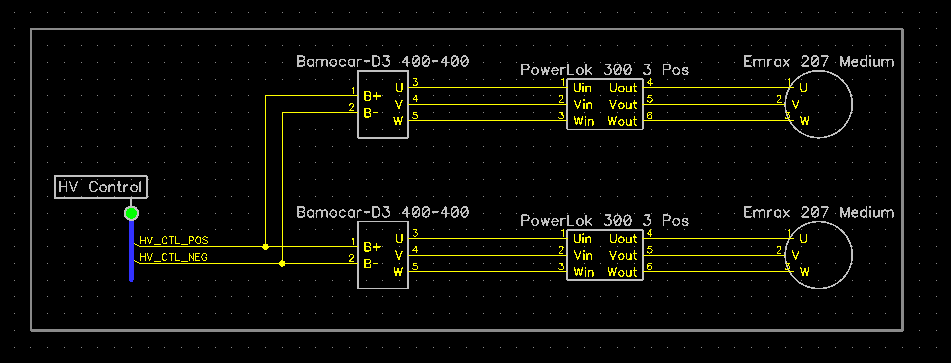 Bamocar-D3 400-400
PowerLok 300 3 Pos
Emrax 207 Medium
1 B+ U 3
2 B- V 4
W 5
1 Uin Uout 4
2 Vin Vout 5
3 Win Wout 6
1 U
2 V
3 W
HV Control
HV_CTL_POS
HV_CTL_NEG
Bamocar-D3 400-400
PowerLok 300 3 Pos
Emrax 207 Medium
1 B+ U 3
2 B- V 4
W 5
1 Uin Uout 4
2 Vin Vout 5
3 Win Wout 6
1 U
2 V
3 W